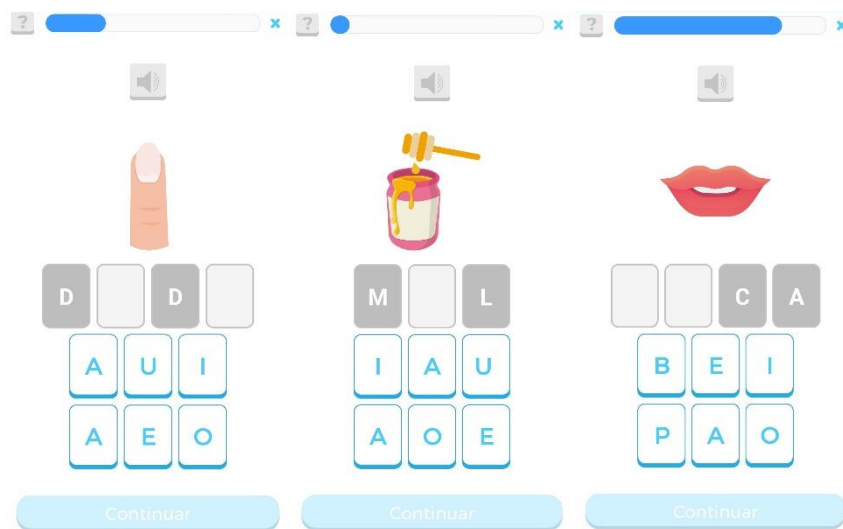 ?
?
?
D D
A U I
A E O
Continuar
M L
I A U
A O E
Continuar
C A
B E I
P A O
Continuar